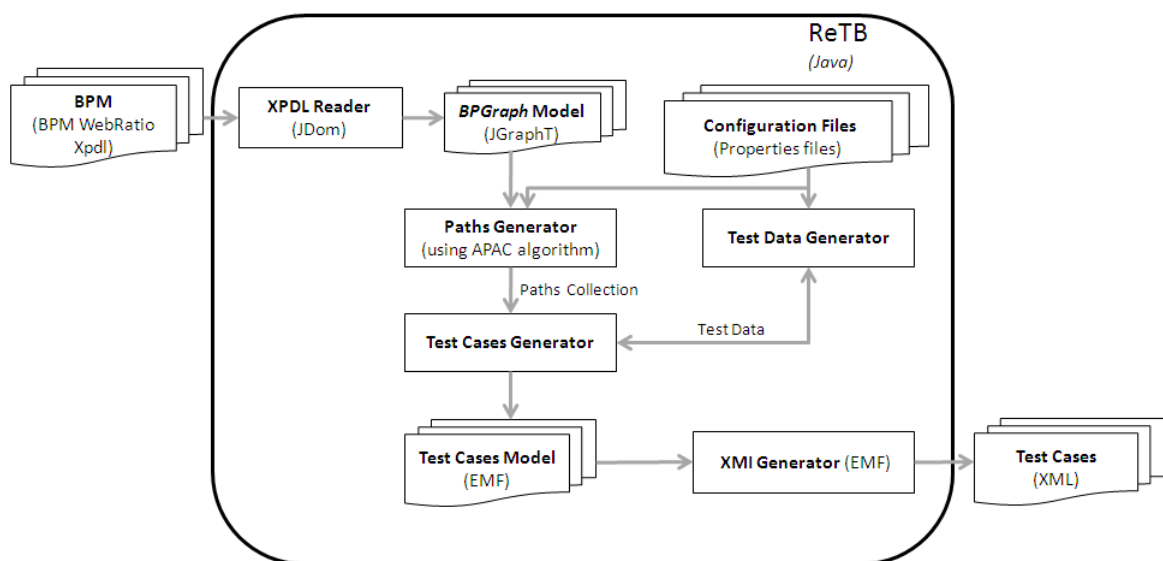 ReTB
(Java)
BPM
(BPM WebRatio
Xpdl)
XPDL Reader
(JDom)
BPGraph Model
(JGraphT)
Configuration Files
(Properties files)
Paths Generator
(using APAC algorithm)
Test Data Generator
Paths Collection
Test Cases Generator
Test Data
Test Cases Model
(EMF)
XMI Generator (EMF)
Test Cases
(XML)